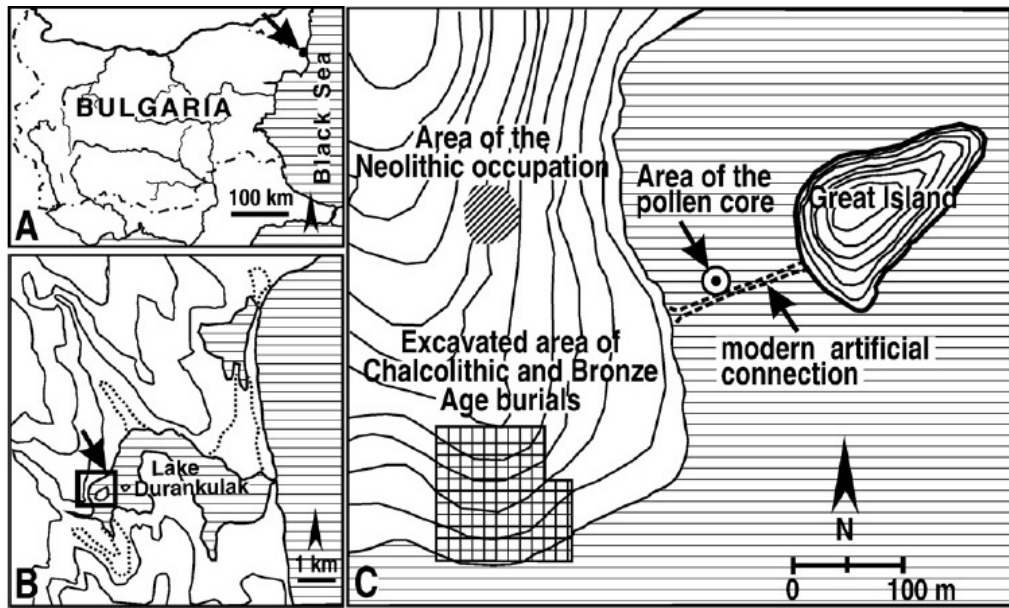 BULGARIA
Black Sea
100 km
A
Lake
Durankulak
1 km
B
Area of the
Neolithic occupation
Area of the
pollen core
Great Island
modern artificial
connection
Excavated area of
Chalcolithic and Bronze
Age burials
N
0 100 m
C